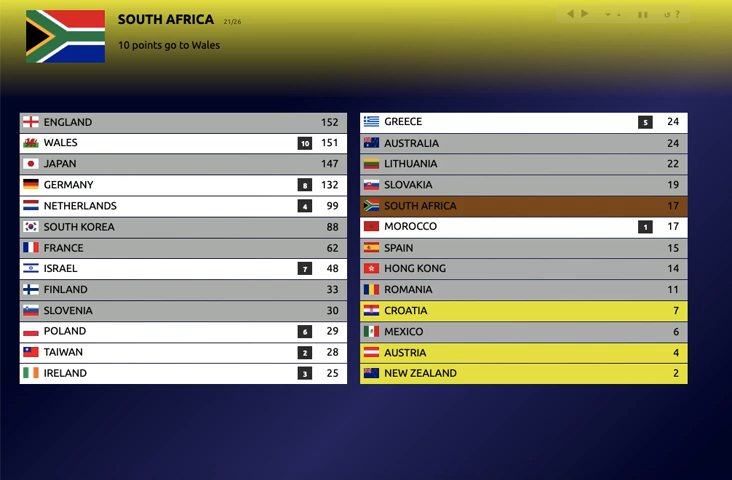 SOUTH AFRICA 21/26
10 points go to Wales
ENGLAND 152
WALES 10 151
JAPAN 147
GERMANY 8 132
NETHERLANDS 4 99
SOUTH KOREA 88
FRANCE 62
ISRAEL 7 48
FINLAND 33
SLOVENIA 30
POLAND 6 29
TAIWAN 2 28
IRELAND 3 25
GREECE 5 24
AUSTRALIA 24
LITHUANIA 22
SLOVAKIA 19
SOUTH AFRICA 17
MOROCCO 1 17
SPAIN 15
HONG KONG 14
ROMANIA 11
CROATIA 7
MEXICO 6
AUSTRIA 4
NEW ZEALAND 2